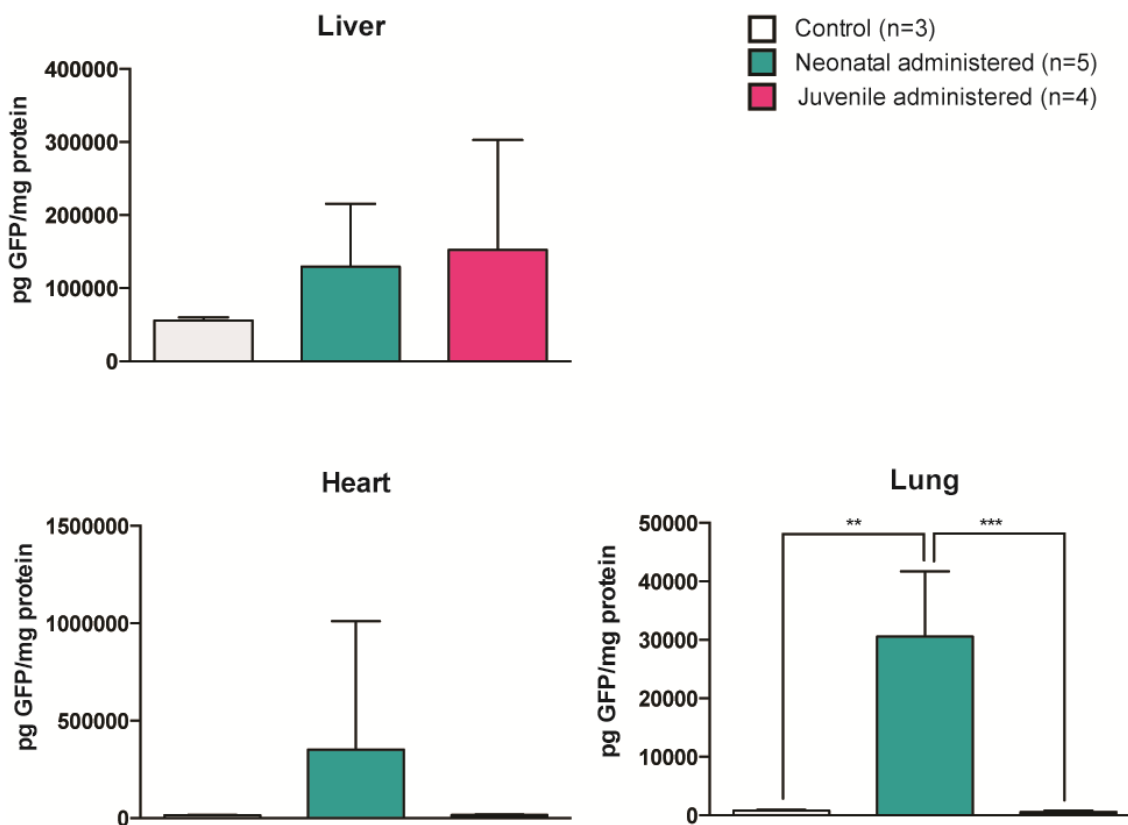 Liver
Control (n=3)
Neonatal administered (n=5)
Juvenile administered (n=4)
pg GFP/mg protein
400000
300000
200000
100000
0
Heart
pg GFP/mg protein
1500000
1000000
500000
0
Lung
pg GFP/mg protein
50000
40000
30000
20000
10000
0
** ***